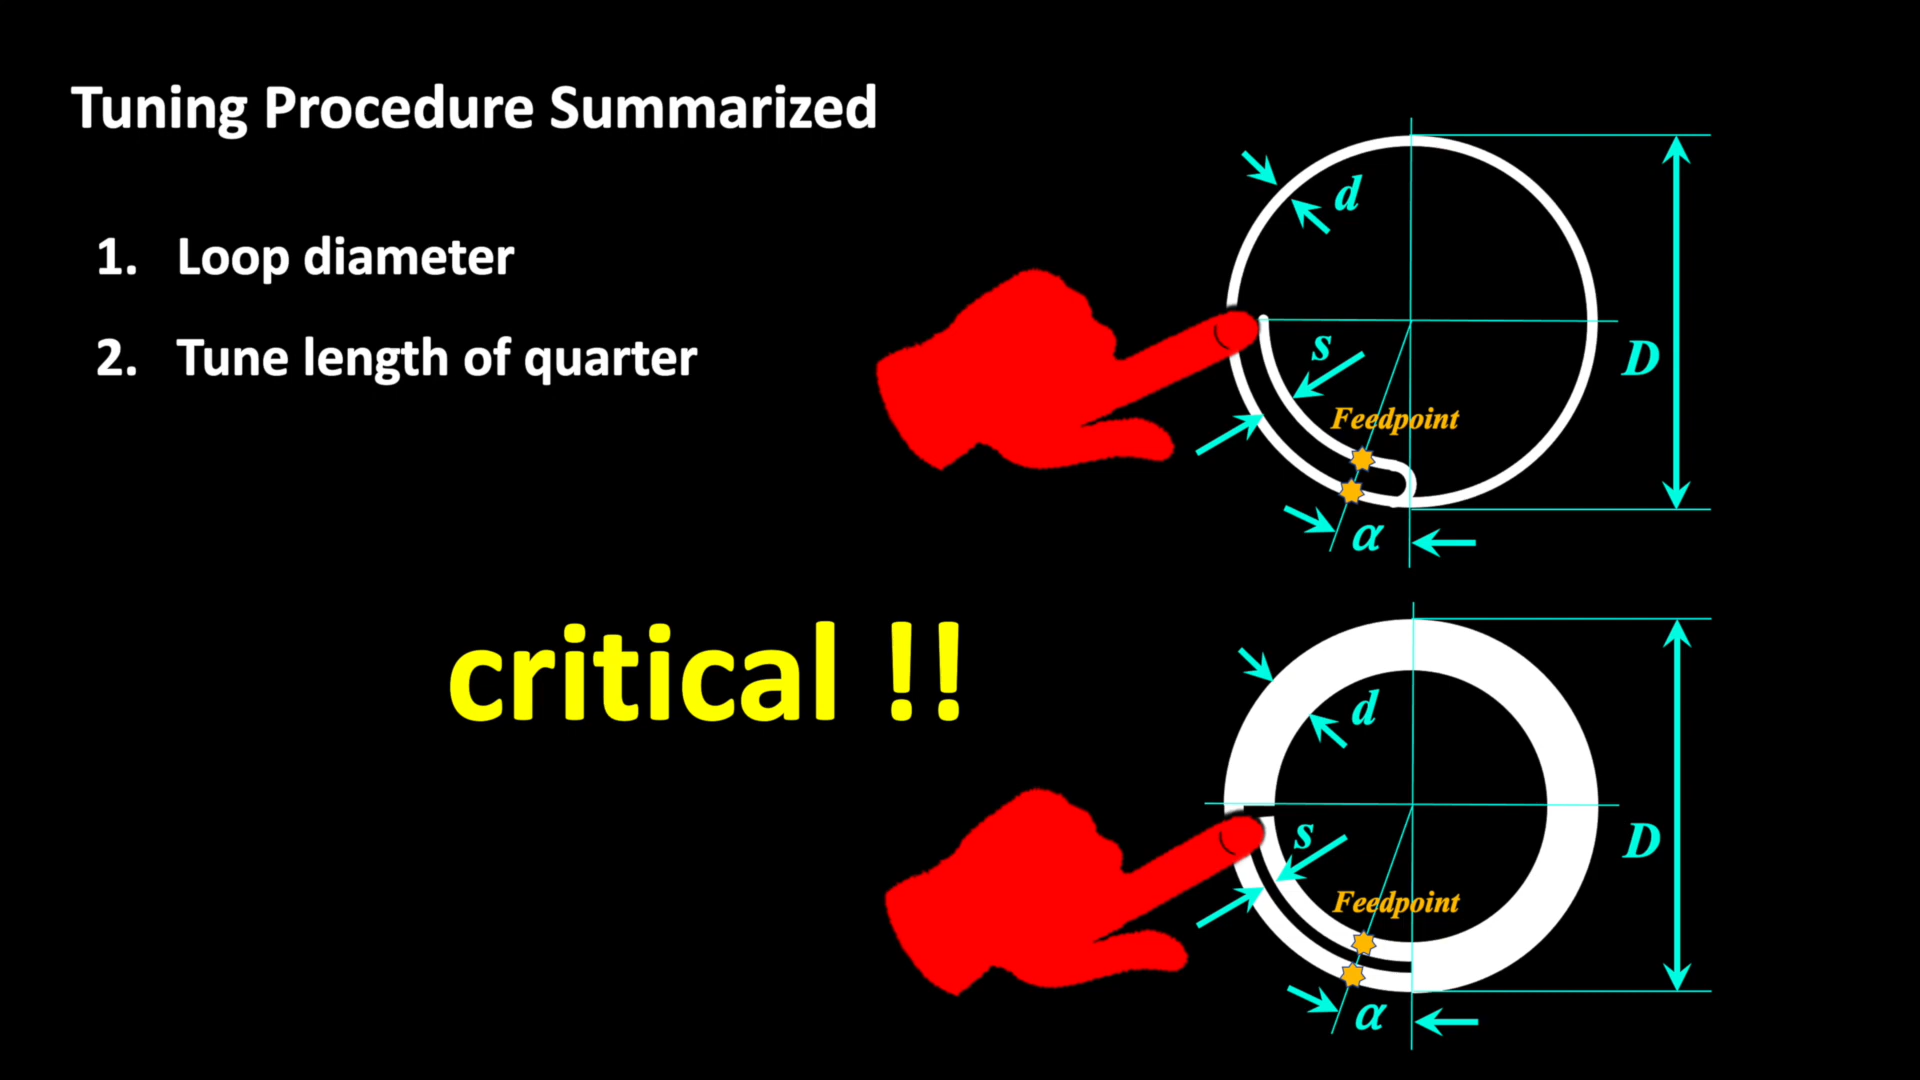 Tuning Procedure Summarized
1. Loop diameter
2. Tune length of quarter
critical !!
d
s
D
Feedpoint
α
d
s
D
Feedpoint
α